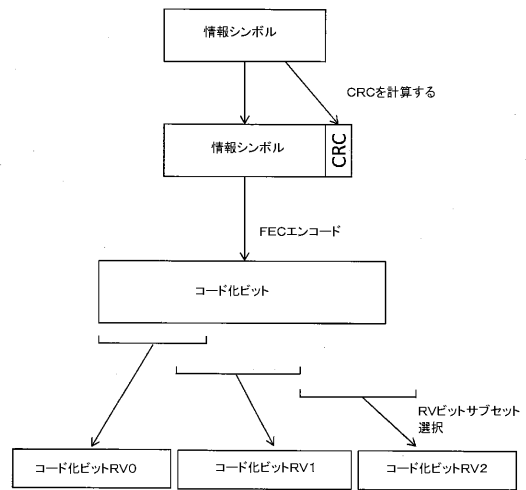 情報シンボル
CRCを計算する
情報シンボル
CRC
FECエンコード
コード化ビット
RVビットサブセット
選択
コード化ビットRV0
コード化ビットRV1
コード化ビットRV2